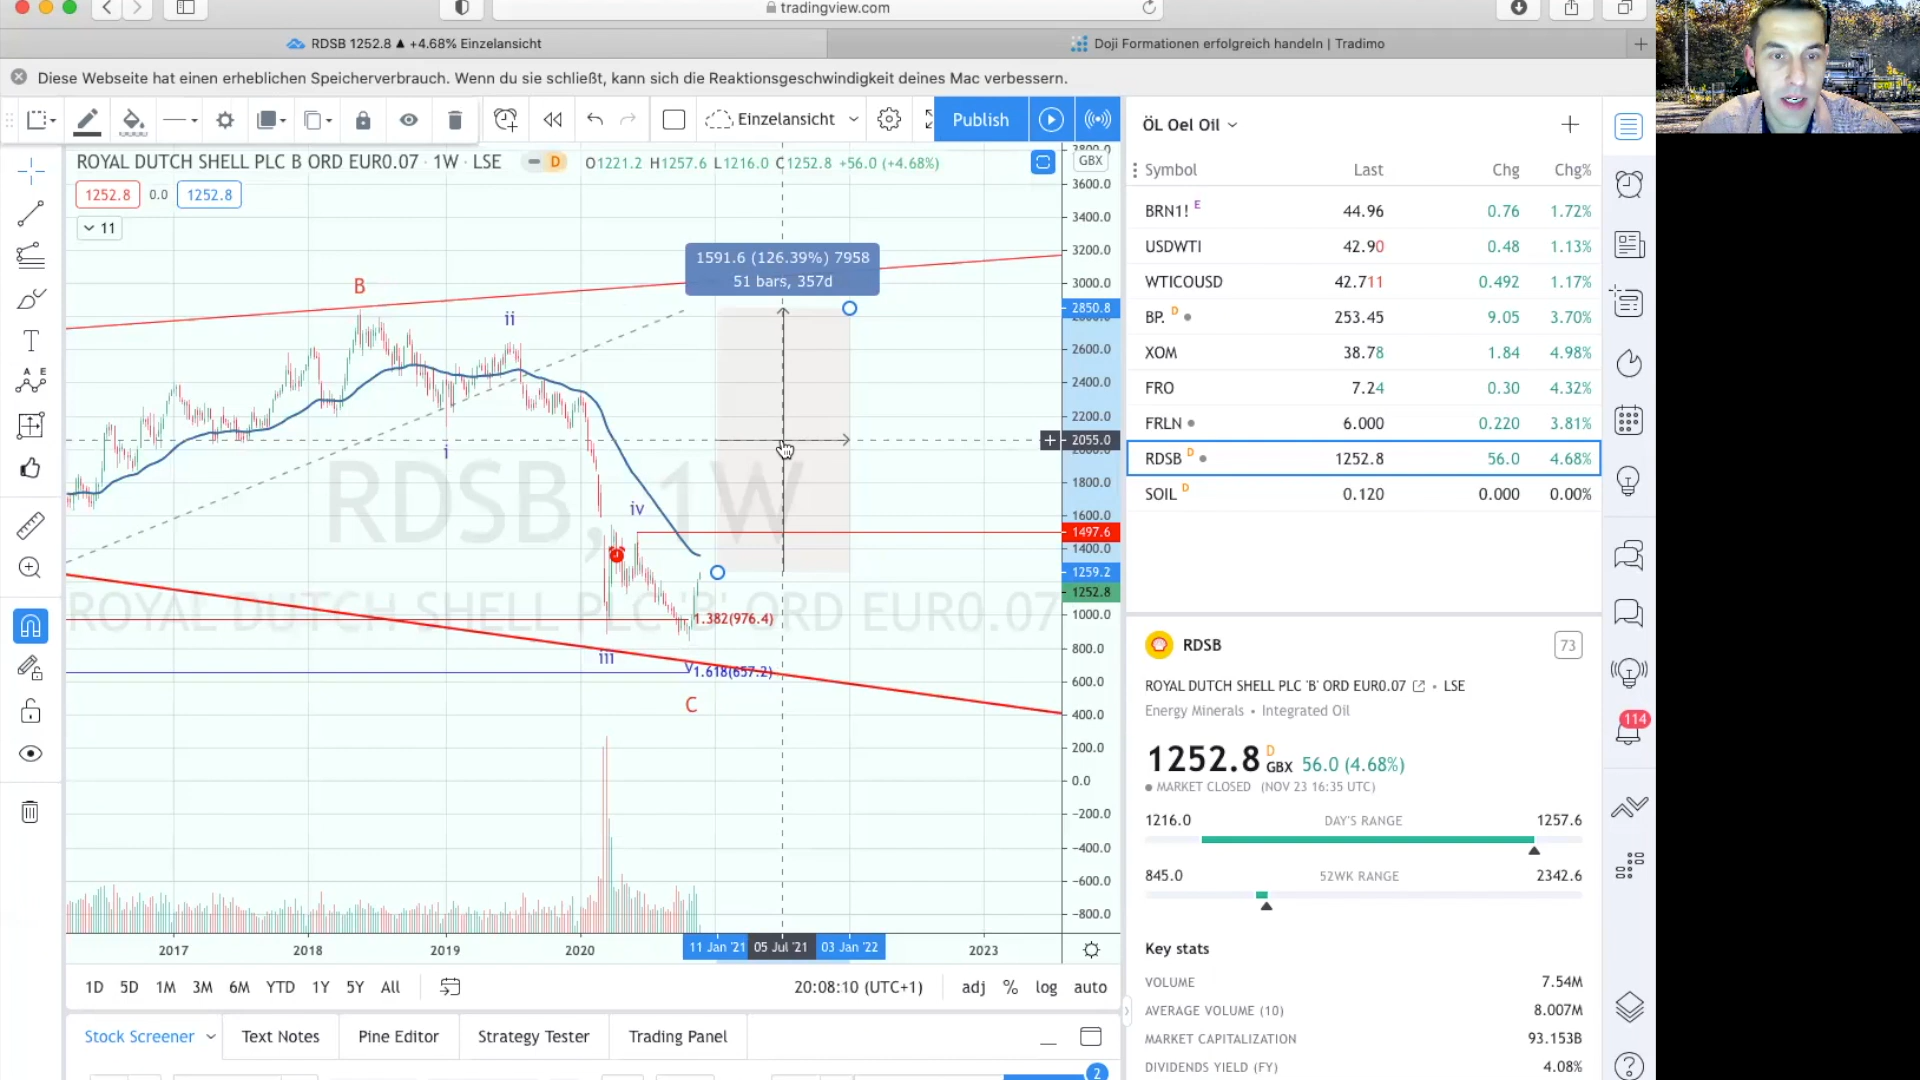 tradingview.com
RDSB 1252.8 ▲ +4.68% Einzelansicht
Doji Formationen erfolgreich handeln | Tradimo
Diese Webseite hat einen erheblichen Speicherverbrauch. Wenn du sie schließt, kann sich die Reaktionsgeschwindigkeit deines Mac verbessern.
Einzelansicht
Publish
ÖL Oel Oil
ROYAL DUTCH SHELL PLC B ORD EUR0.07 · 1W · LSE
D
O1221.2 H1257.6 L1216.0 C1252.8 +56.0 (+4.68%)
GBX
1252.8 0.0 1252.8
11
3800.0
3600.0
3400.0
3200.0
3000.0
2850.8
2600.0
2400.0
2200.0
2055.0
1800.0
1600.0
1497.6
1400.0
1259.2
1252.8
1000.0
800.0
600.0
400.0
200.0
0.0
−200.0
−400.0
−600.0
−800.0
1591.6 (126.39%) 7958
51 bars, 357d
B
ii
i
iv
iii
v
C
RDSB, 1W
ROYAL DUTCH SHELL PLC 'B' ORD EUR0.07
1.382(976.4)
1.618(657.2)
2017 2018 2019 2020 11 Jan '21 05 Jul '21 03 Jan '22 2023
1D 5D 1M 3M 6M YTD 1Y 5Y All
20:08:10 (UTC+1)
adj % log auto
Stock Screener Text Notes Pine Editor Strategy Tester Trading Panel
2
Symbol Last Chg Chg%
BRN1! E 44.96 0.76 1.72%
USDWTI 42.90 0.48 1.13%
WTICOUSD 42.711 0.492 1.17%
BP. D 253.45 9.05 3.70%
XOM 38.78 1.84 4.98%
FRO 7.24 0.30 4.32%
FRLN 6.000 0.220 3.81%
RDSB D 1252.8 56.0 4.68%
SOIL D 0.120 0.000 0.00%
RDSB
73
ROYAL DUTCH SHELL PLC 'B' ORD EUR0.07 • LSE
Energy Minerals • Integrated Oil
1252.8 D GBX 56.0 (4.68%)
MARKET CLOSED (NOV 23 16:35 UTC)
1216.0 DAY'S RANGE 1257.6
845.0 52WK RANGE 2342.6
Key stats
VOLUME 7.54M
AVERAGE VOLUME (10) 8.007M
MARKET CAPITALIZATION 93.153B
DIVIDENDS YIELD (FY) 4.08%
114